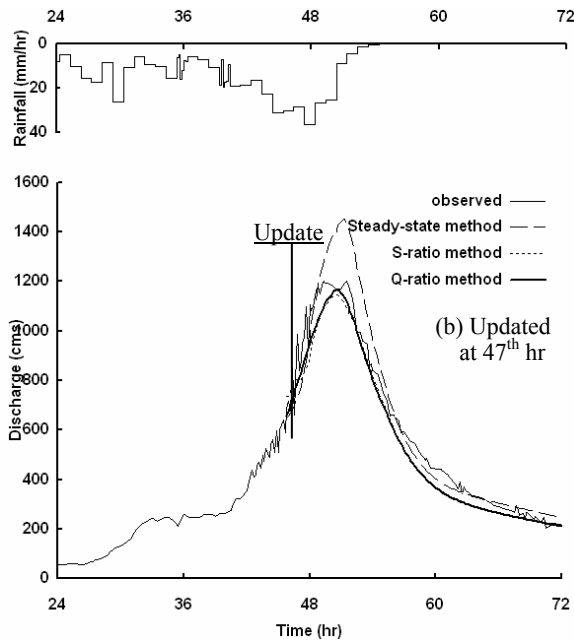 24 36 48 60 72
0
20
40
Rainfall (mm/hr)
1600
1400
1200
1000
800
600
400
200
0
Discharge (cms)
observed
Steady-state method
S-ratio method
Q-ratio method
Update
(b) Updated
at 47th hr
24 36 48 60 72
Time (hr)